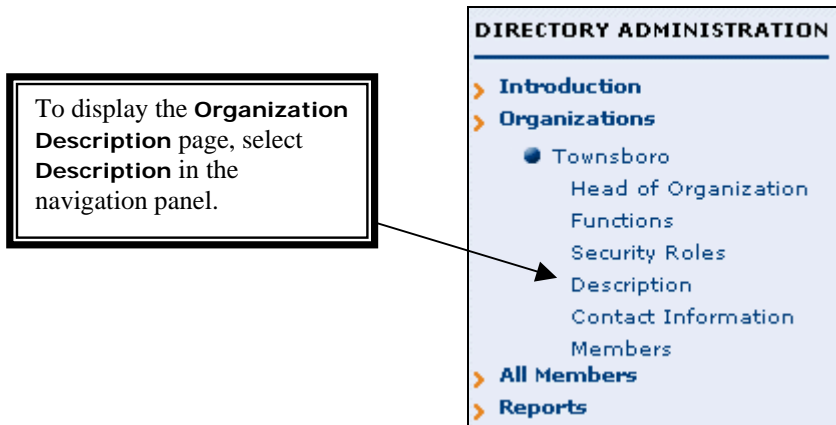 To display the Organization
Description page, select
Description in the
navigation panel.
DIRECTORY ADMINISTRATION
Introduction
Organizations
Townsboro
Head of Organization
Functions
Security Roles
Description
Contact Information
Members
All Members
Reports